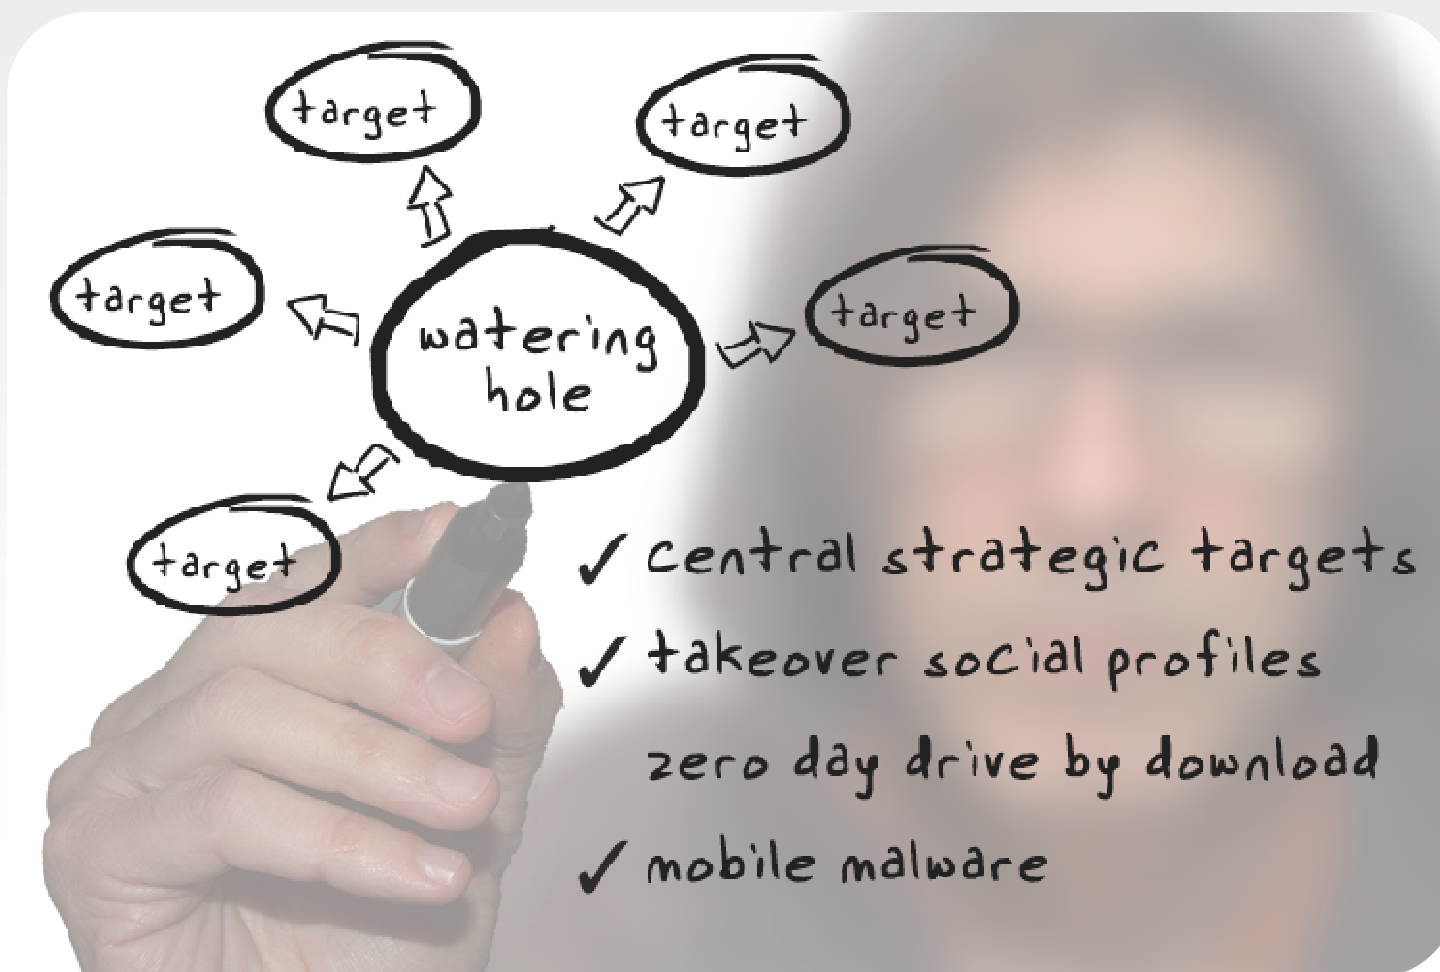 target
target
target
target
watering
hole
target
✓ central strategic targets
✓ takeover social profiles
zero day drive by download
✓ mobile malware